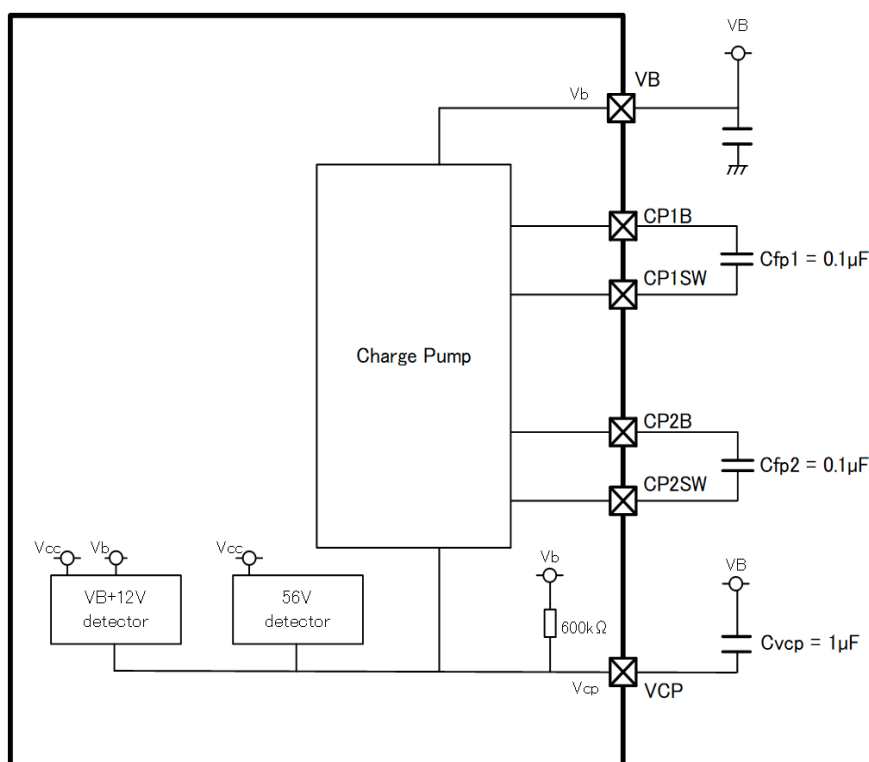 VB
VB
Vb
CP1B
Cfp1 = 0.1μF
CP1SW
Charge Pump
CP2B
Cfp2 = 0.1μF
CP2SW
Vcc
Vb
Vcc
Vb
VB
VB+12V
detector
56V
detector
600kΩ
Cvcp = 1μF
Vcp
VCP